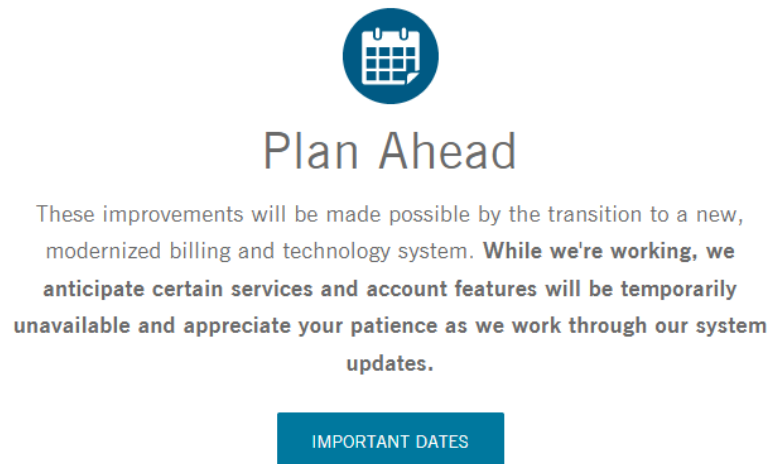 Plan Ahead
These improvements will be made possible by the transition to a new,
modernized billing and technology system. While we're working, we
anticipate certain services and account features will be temporarily
unavailable and appreciate your patience as we work through our system
updates.
IMPORTANT DATES